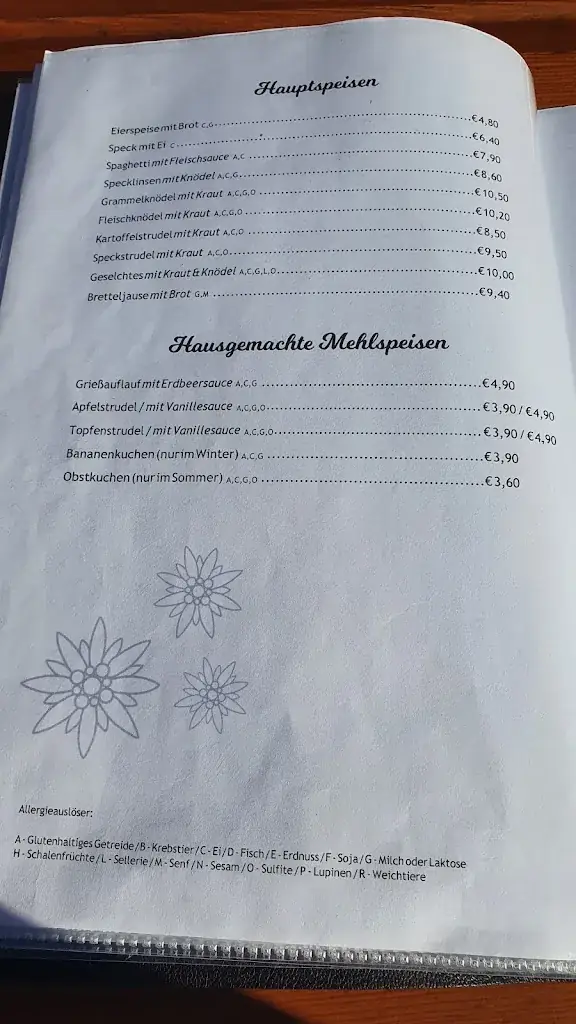 Hauptspeisen
Eierspeise mit Brot C,G .......... €4,80
Speck mit Ei C .......... €6,40
Spaghetti mit Fleischsauce A,C .......... €7,90
Specklinsen mit Knödel A,C,G .......... €8,60
Grammelknödel mit Kraut A,C,G,O .......... €10,50
Fleischknödel mit Kraut A,C,G,O .......... €10,20
Kartoffelstrudel mit Kraut A,C,O .......... €8,50
Speckstrudel mit Kraut A,C,O .......... €9,50
Geselchtes mit Kraut & Knödel A,C,G,L,O .......... €10,00
Bretteljause mit Brot G,M .......... €9,40
Hausgemachte Mehlspeisen
Grießauflauf mit Erdbeersauce A,C,G .......... €4,90
Apfelstrudel / mit Vanillesauce A,C,G,O .......... €3,90 / €4,90
Topfenstrudel / mit Vanillesauce A,C,G,O .......... €3,90 / €4,90
Bananenkuchen (nur im Winter) A,C,G .......... €3,90
Obstkuchen (nur im Sommer) A,C,G,O .......... €3,60
Allergieauslöser:
A - Glutenhaltiges Getreide / B - Krebstier / C - Ei / D - Fisch / E - Erdnuss / F - Soja / G - Milch oder Laktose
H - Schalenfrüchte / L - Sellerie / M - Senf / N - Sesam / O - Sulfite / P - Lupinen / R - Weichtiere